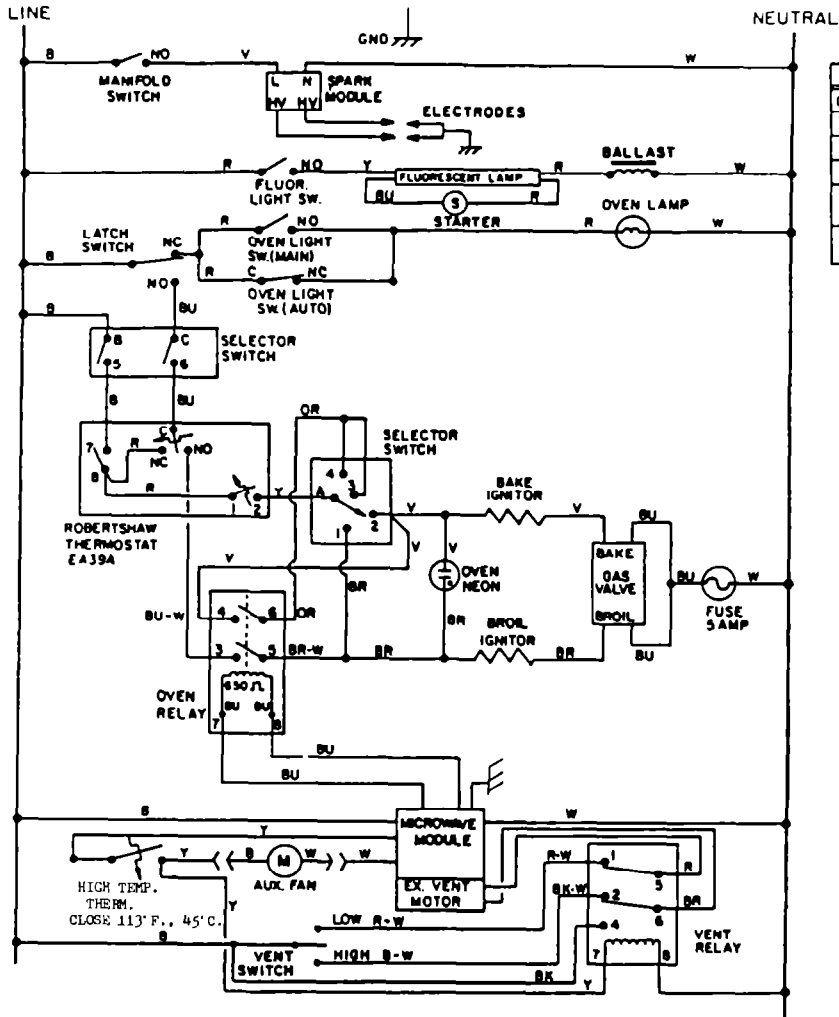 LINE
NEUTRAL
GND
B
NO
V
W
MANIFOLD
SWITCH
L N
HV HV
SPARK
MODULE
ELECTRODES
R
NO
Y
FLUORESCENT LAMP
R
BALLAST
W
FLUOR.
LIGHT SW.
BU
S
R
STARTER
OVEN LAMP
LATCH
SWITCH
NC
R
NO
R
W
B
OVEN LIGHT
SW.(MAIN)
R
C
NC
NO
BU
OVEN LIGHT
SW.(AUTO)
B
B
C
SELECTOR
SWITCH
5
6
B
BU
OR
SELECTOR
SWITCH
C
7
R
NC
NO
8
R
1
2
Y
4
3
A
2
1
V
BAKE
IGNITOR
V
BU
ROBERTSHAW
THERMOSTAT
EA39A
V
BR
V
V
OVEN
NEON
BAKE
GAS
VALVE
BROIL
BU
W
FUSE
5 AMP
BU-W
4
6
OR
BR
BROIL
IGNITOR
BU
3
5
BR-W
BR
BR
650 Ω
BU
BU
OVEN
RELAY
7
8
BU
BU
B
MICROWAVE
MODULE
W
Y
Y
B
M
W
W
AUX. FAN
EX. VENT
MOTOR
R-W
1
5
R
BK-W
2
6
BR
HIGH TEMP.
THERM.
CLOSE 113°F., 45°C.
Y
LOW R-W
4
B
VENT
SWITCH
HIGH B-W
7
8
VENT
RELAY
BK
Y